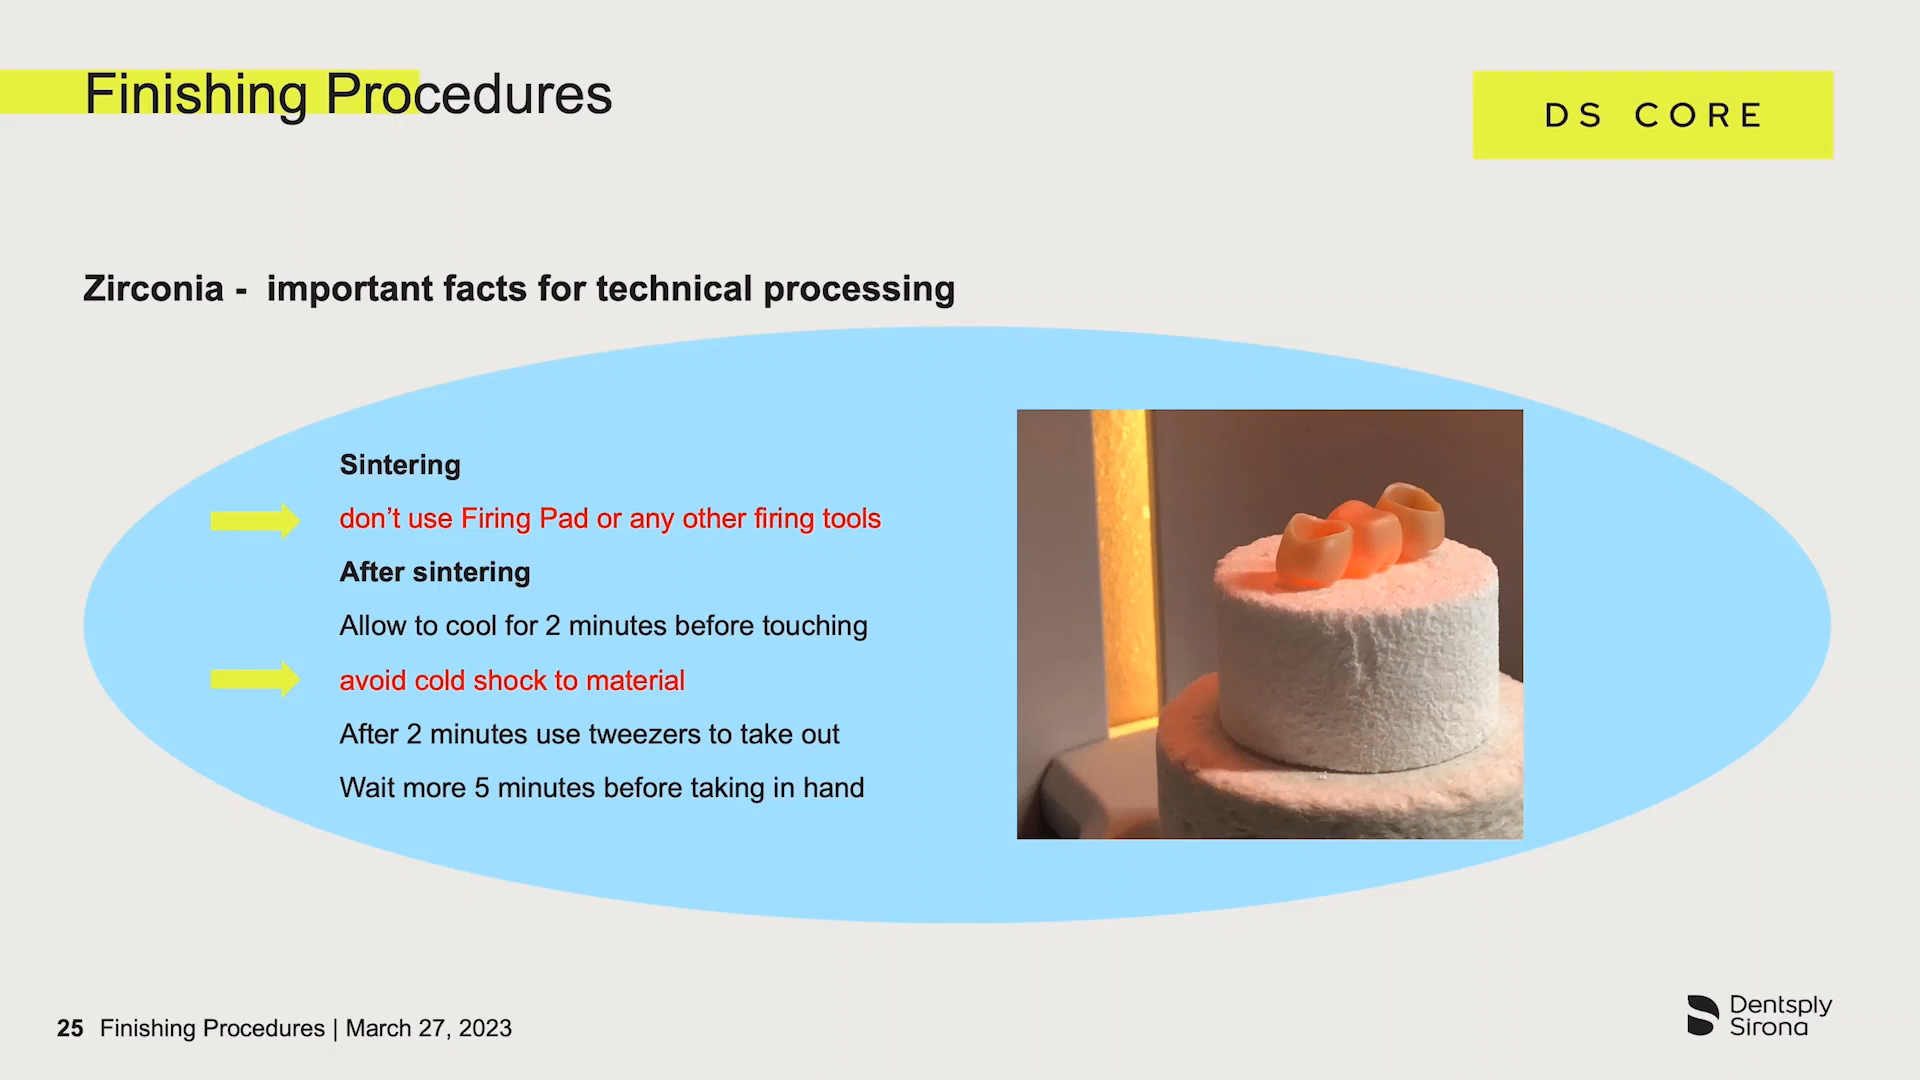 Finishing Procedures
DS CORE
Zirconia -  important facts for technical processing
Sintering
don’t use Firing Pad or any other firing tools
After sintering
Allow to cool for 2 minutes before touching
avoid cold shock to material
After 2 minutes use tweezers to take out
Wait more 5 minutes before taking in hand
25 Finishing Procedures | March 27, 2023
Dentsply
Sirona